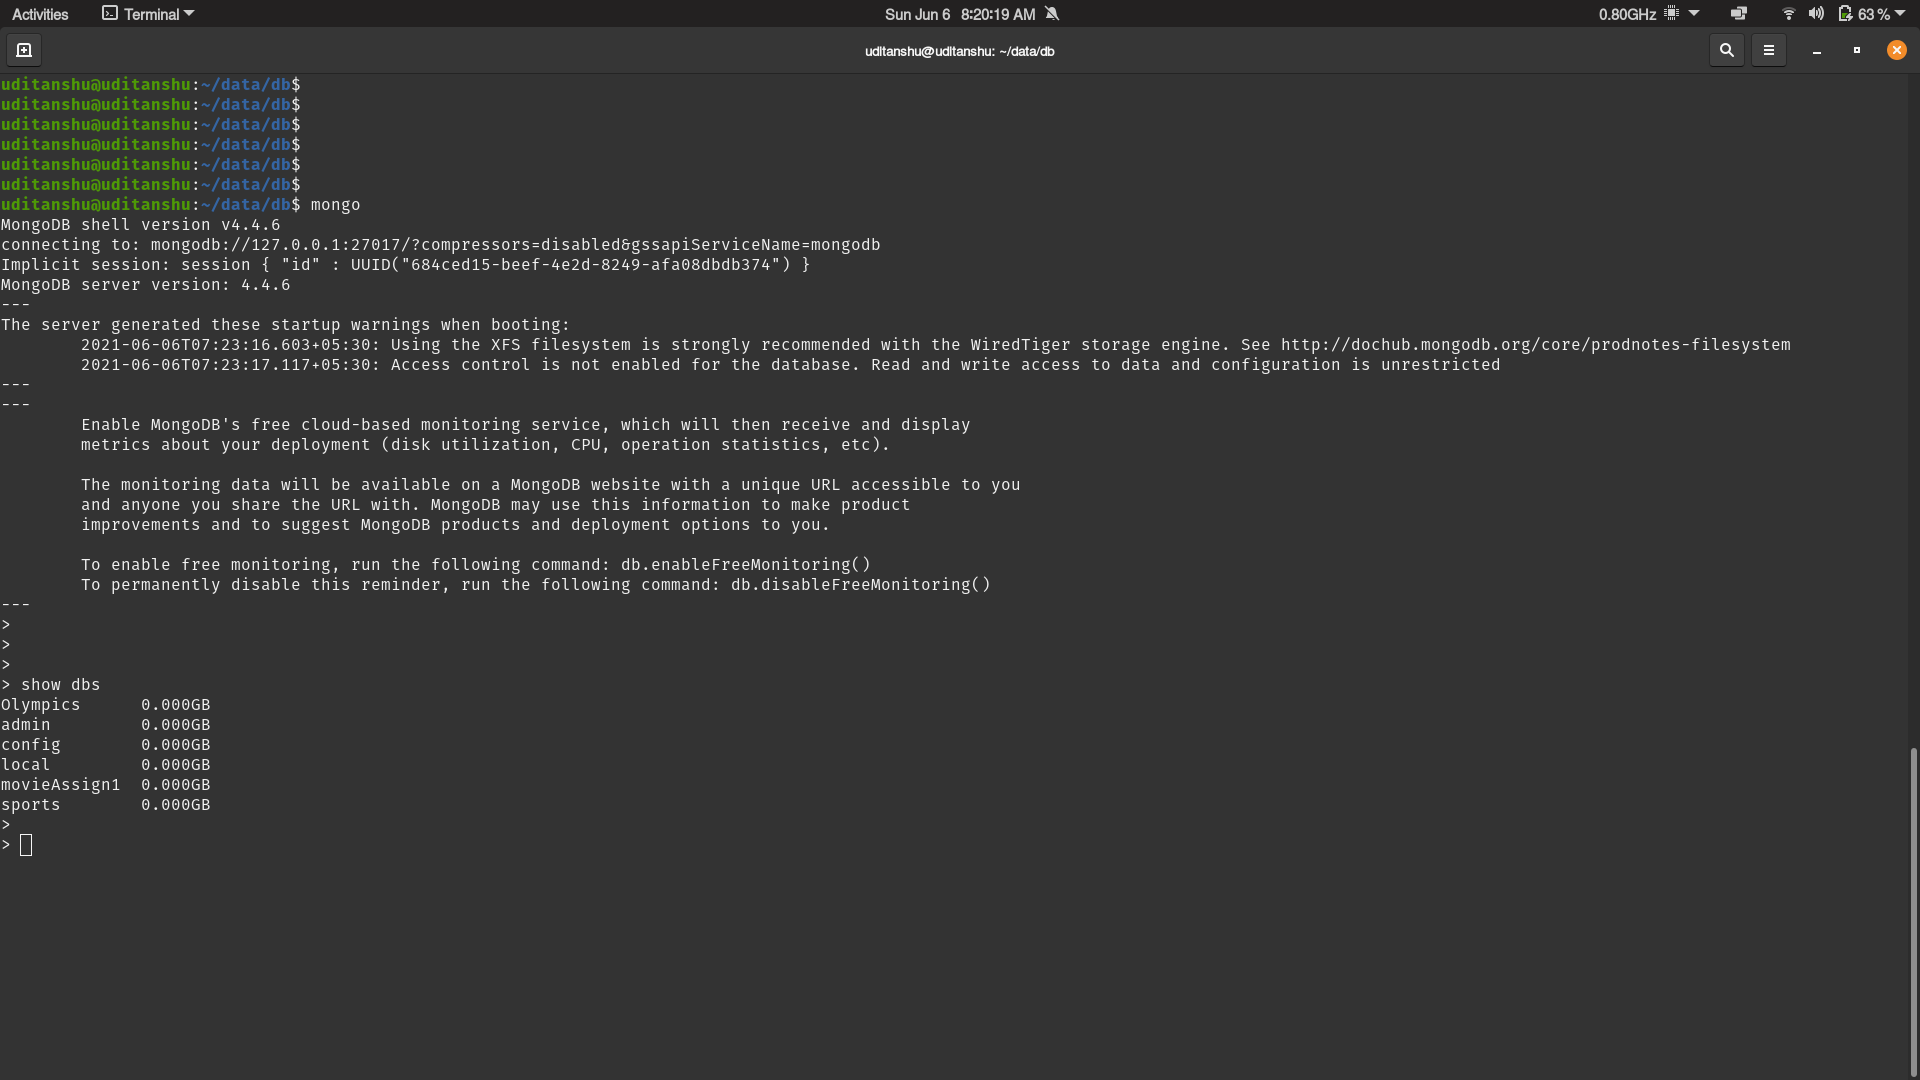 Activities Terminal Sun Jun 6 8:20:19 AM 0.80GHz 63 %
uditanshu@uditanshu: ~/data/db
uditanshu@uditanshu:~/data/db$
uditanshu@uditanshu:~/data/db$
uditanshu@uditanshu:~/data/db$
uditanshu@uditanshu:~/data/db$
uditanshu@uditanshu:~/data/db$
uditanshu@uditanshu:~/data/db$
uditanshu@uditanshu:~/data/db$ mongo
MongoDB shell version v4.4.6
connecting to: mongodb://127.0.0.1:27017/?compressors=disabled&gssapiServiceName=mongodb
Implicit session: session { "id" : UUID("684ced15-beef-4e2d-8249-afa08dbdb374") }
MongoDB server version: 4.4.6
---
The server generated these startup warnings when booting:
        2021-06-06T07:23:16.603+05:30: Using the XFS filesystem is strongly recommended with the WiredTiger storage engine. See http://dochub.mongodb.org/core/prodnotes-filesystem
        2021-06-06T07:23:17.117+05:30: Access control is not enabled for the database. Read and write access to data and configuration is unrestricted
---
---
        Enable MongoDB's free cloud-based monitoring service, which will then receive and display
        metrics about your deployment (disk utilization, CPU, operation statistics, etc).

        The monitoring data will be available on a MongoDB website with a unique URL accessible to you
        and anyone you share the URL with. MongoDB may use this information to make product
        improvements and to suggest MongoDB products and deployment options to you.

        To enable free monitoring, run the following command: db.enableFreeMonitoring()
        To permanently disable this reminder, run the following command: db.disableFreeMonitoring()
---
>
>
>
> show dbs
Olympics      0.000GB
admin         0.000GB
config        0.000GB
local         0.000GB
movieAssign1  0.000GB
sports        0.000GB
>
>